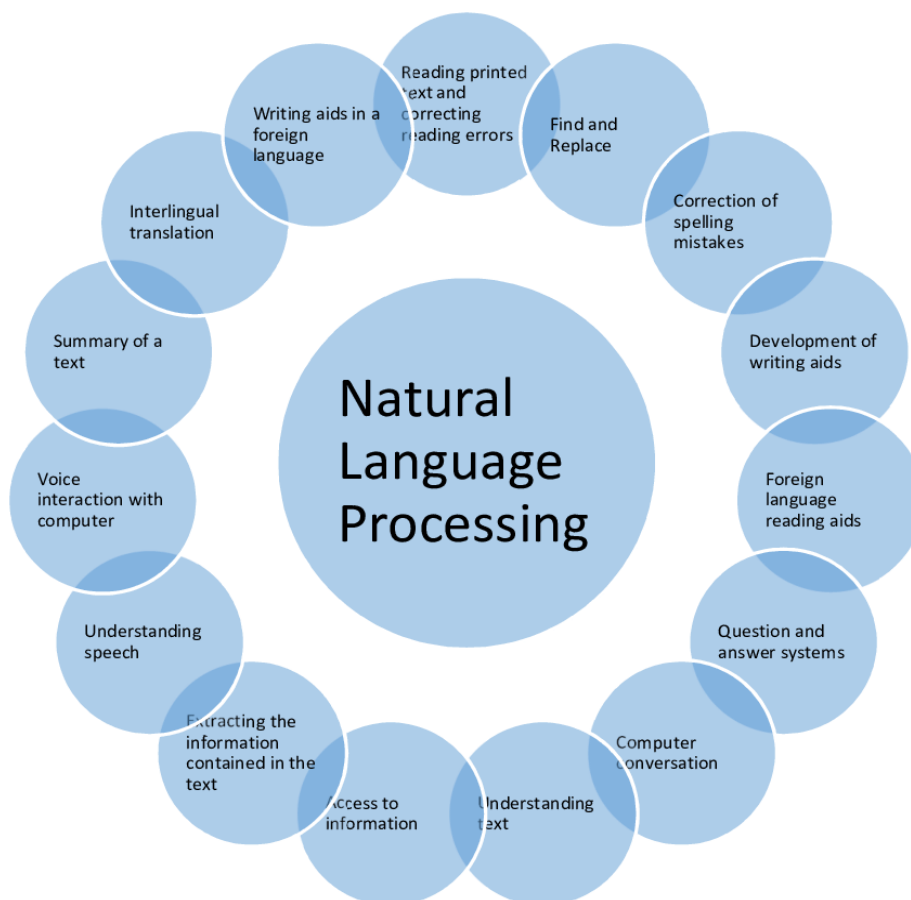 Reading printed
text and
correcting
reading errors
Find and
Replace
Correction of
spelling
mistakes
Development of
writing aids
Foreign
language
reading aids
Question and
answer systems
Computer
conversation
Understanding
text
Access to
information
Extracting the
information
contained in the
text
Understanding
speech
Voice
interaction with
computer
Summary of a
text
Interlingual
translation
Writing aids in a
foreign
language
Natural
Language
Processing